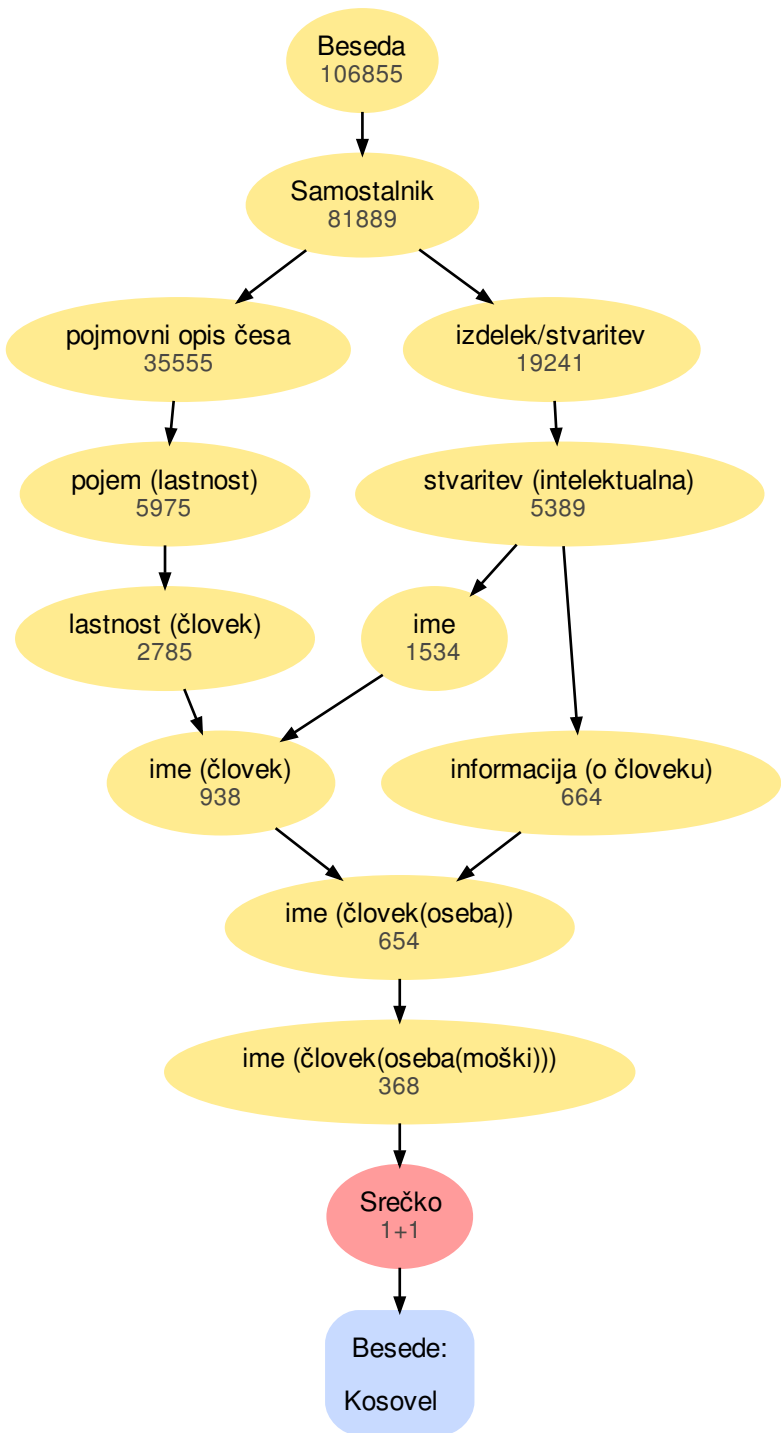 Beseda
106855
Samostalnik
81889
pojmovni opis česa
35555
izdelek/stvaritev
19241
pojem (lastnost)
5975
stvaritev (intelektualna)
5389
lastnost (človek)
2785
ime
1534
ime (človek)
938
informacija (o človeku)
664
ime (človek(oseba))
654
ime (človek(oseba(moški)))
368
Srečko
1+1
Besede:
Kosovel